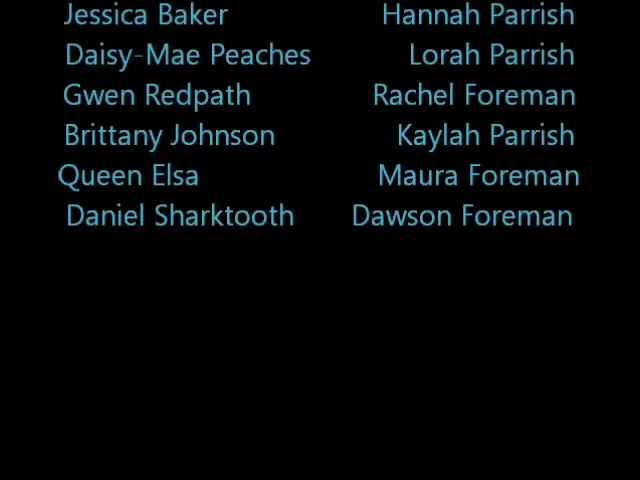 Jessica Baker Hannah Parrish
Daisy-Mae Peaches Lorah Parrish
Gwen Redpath Rachel Foreman
Brittany Johnson Kaylah Parrish
Queen Elsa Maura Foreman
Daniel Sharktooth Dawson Foreman